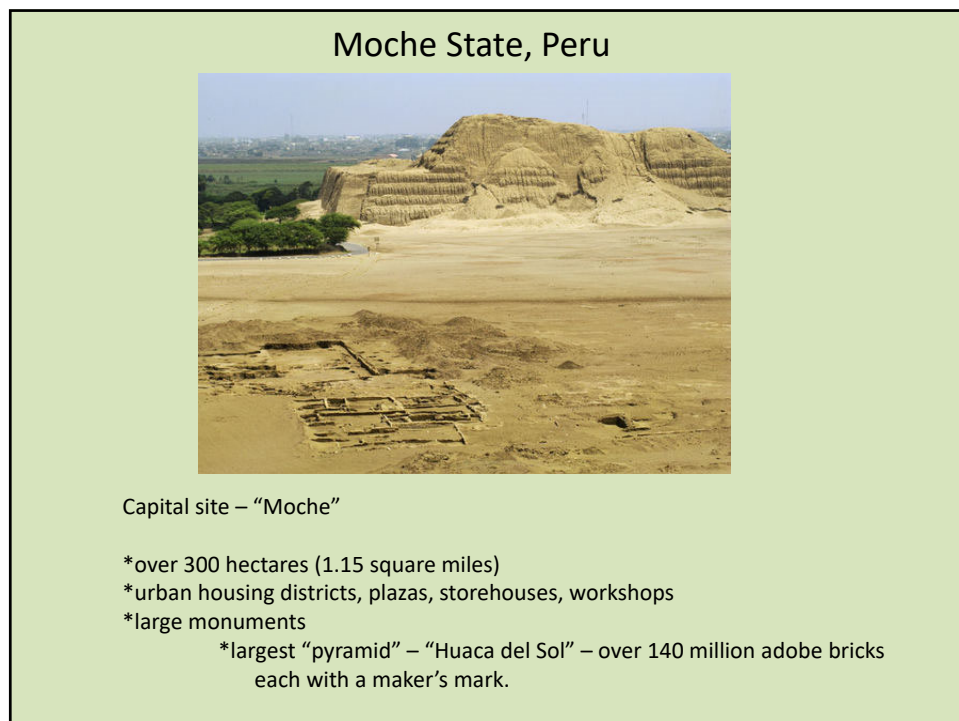 Moche State, Peru
Capital site – “Moche”
*over 300 hectares (1.15 square miles)
*urban housing districts, plazas, storehouses, workshops
*large monuments
*largest “pyramid” – “Huaca del Sol” – over 140 million adobe bricks
each with a maker’s mark.